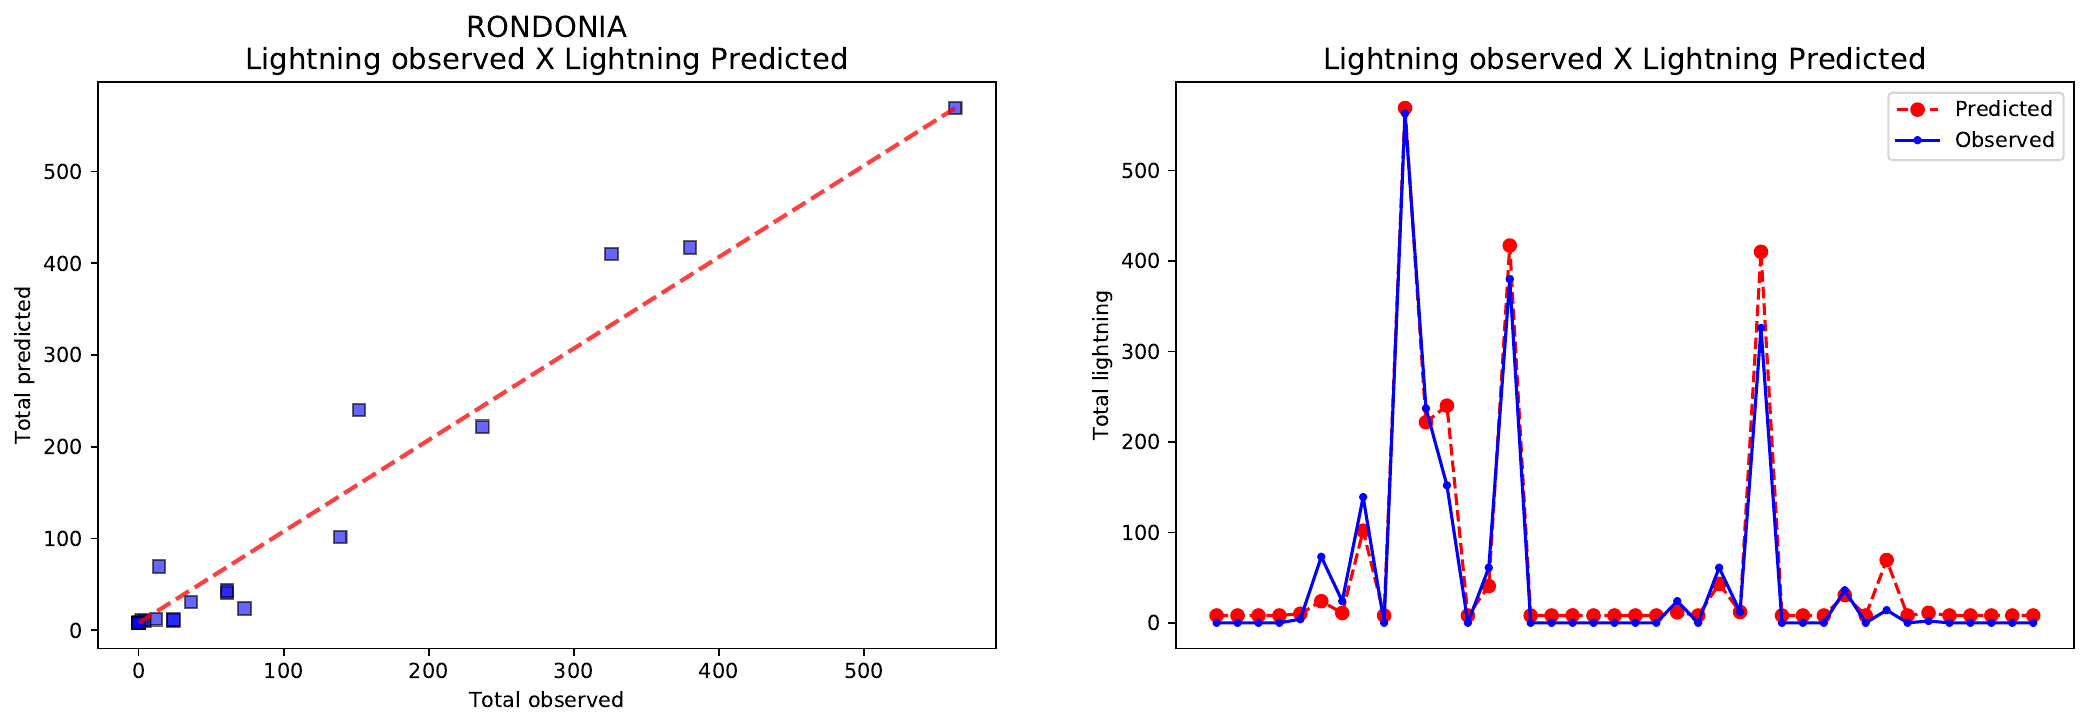 RONDONIA
Lightning observed X Lightning Predicted
Total predicted
500
400
300
200
100
0
0 100 200 300 400 500
Total observed
Lightning observed X Lightning Predicted
Total lightning
500
400
300
200
100
0
Predicted
Observed